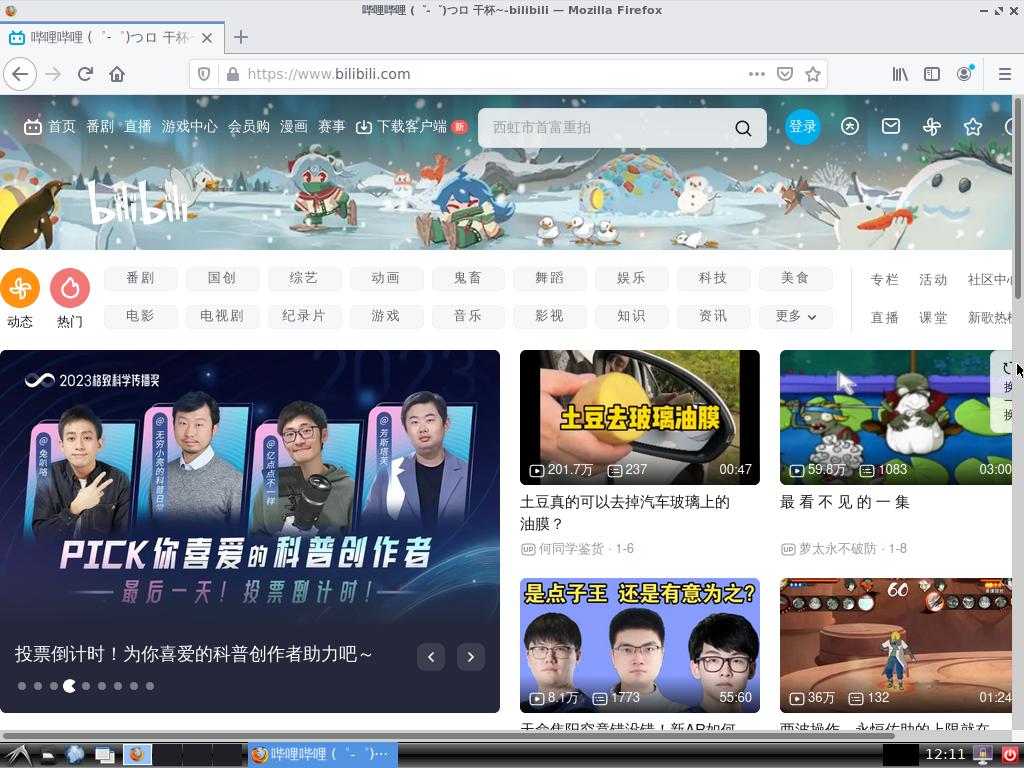 哔哩哔哩 (゜-゜)つロ 干杯~-bilibili — Mozilla Firefox
哔哩哔哩 (゜-゜)つロ 干杯~
https://www.bilibili.com
首页 番剧 直播 游戏中心 会员购 漫画 赛事 下载客户端 新
西虹市首富重拍
登录
bilibili
番剧 国创 综艺 动画 鬼畜 舞蹈 娱乐 科技 美食
专栏 活动 社区中心
动态 热门
电影 电视剧 纪录片 游戏 音乐 影视 知识 资讯 更多
直播 课堂 新歌热榜
2023格致科学传播奖
@兔叭咯
@无穷小亮的科普日常
@亿点点不一样
@芳斯塔芙
PICK你喜爱的科普创作者
最后一天！投票倒计时！
投票倒计时！为你喜爱的科普创作者助力吧～
土豆去玻璃油膜
201.7万 237 00:47
土豆真的可以去掉汽车玻璃上的
油膜？
UP 何同学鉴货 · 1-6
换
换
59.8万 1083 03:00
最 看 不 见 的 一 集
UP 萝太永不破防 · 1-8
是点子王 还是有意为之?
8.1万 1773 55:60
60
36万 132 01:24
哔哩哔哩 (゜-゜)…
12:11